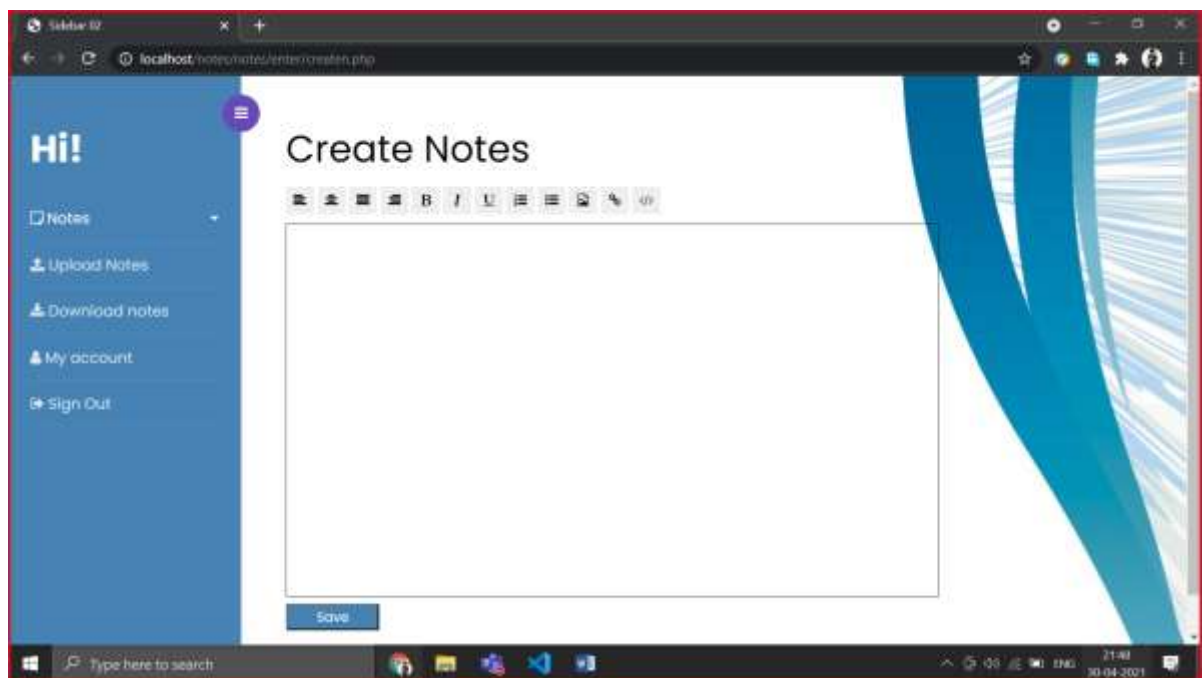 Sidebar 02
localhost/notes/notes/enter/createn.php
Hi!
Create Notes
B I U
Notes
Upload Notes
Download notes
My account
Sign Out
Save
Type here to search
ENG
21:48
30-04-2021